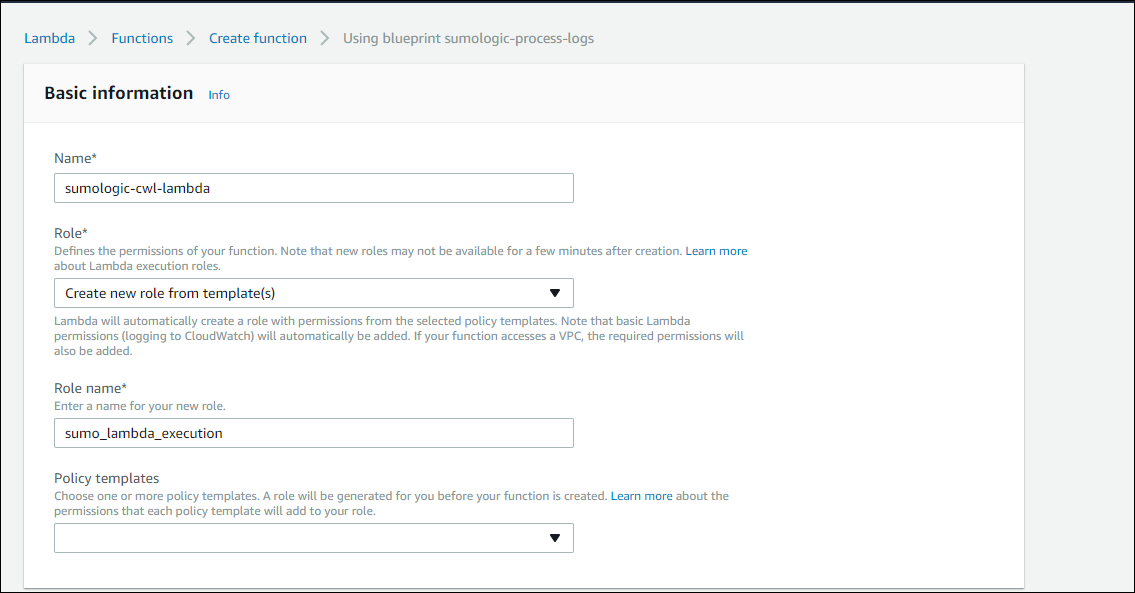 Lambda > Functions > Create function > Using blueprint sumologic-process-logs
Basic information Info
Name*
sumologic-cwl-lambda
Role*
Defines the permissions of your function. Note that new roles may not be available for a few minutes after creation. Learn more
about Lambda execution roles.
Create new role from template(s)
Lambda will automatically create a role with permissions from the selected policy templates. Note that basic Lambda
permissions (logging to CloudWatch) will automatically be added. If your function accesses a VPC, the required permissions will
also be added.
Role name*
Enter a name for your new role.
sumo_lambda_execution
Policy templates
Choose one or more policy templates. A role will be generated for you before your function is created. Learn more about the
permissions that each policy template will add to your role.